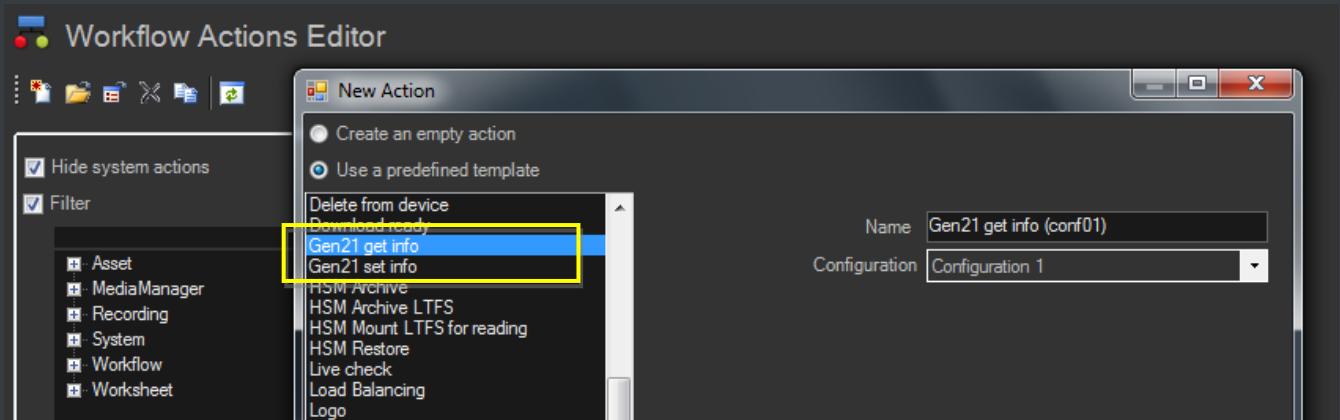 Workflow Actions Editor
New Action
Create an empty action
Hide system actions
Use a predefined template
Filter
Delete from device
Download ready
Name
Gen21 get info (conf01)
Gen21 get info
Gen21 set info
Configuration
Configuration 1
HSM Archive
HSM Archive LTFS
HSM Mount LTFS for reading
HSM Restore
Live check
Load Balancing
Logo
Asset
MediaManager
Recording
System
Workflow
Worksheet